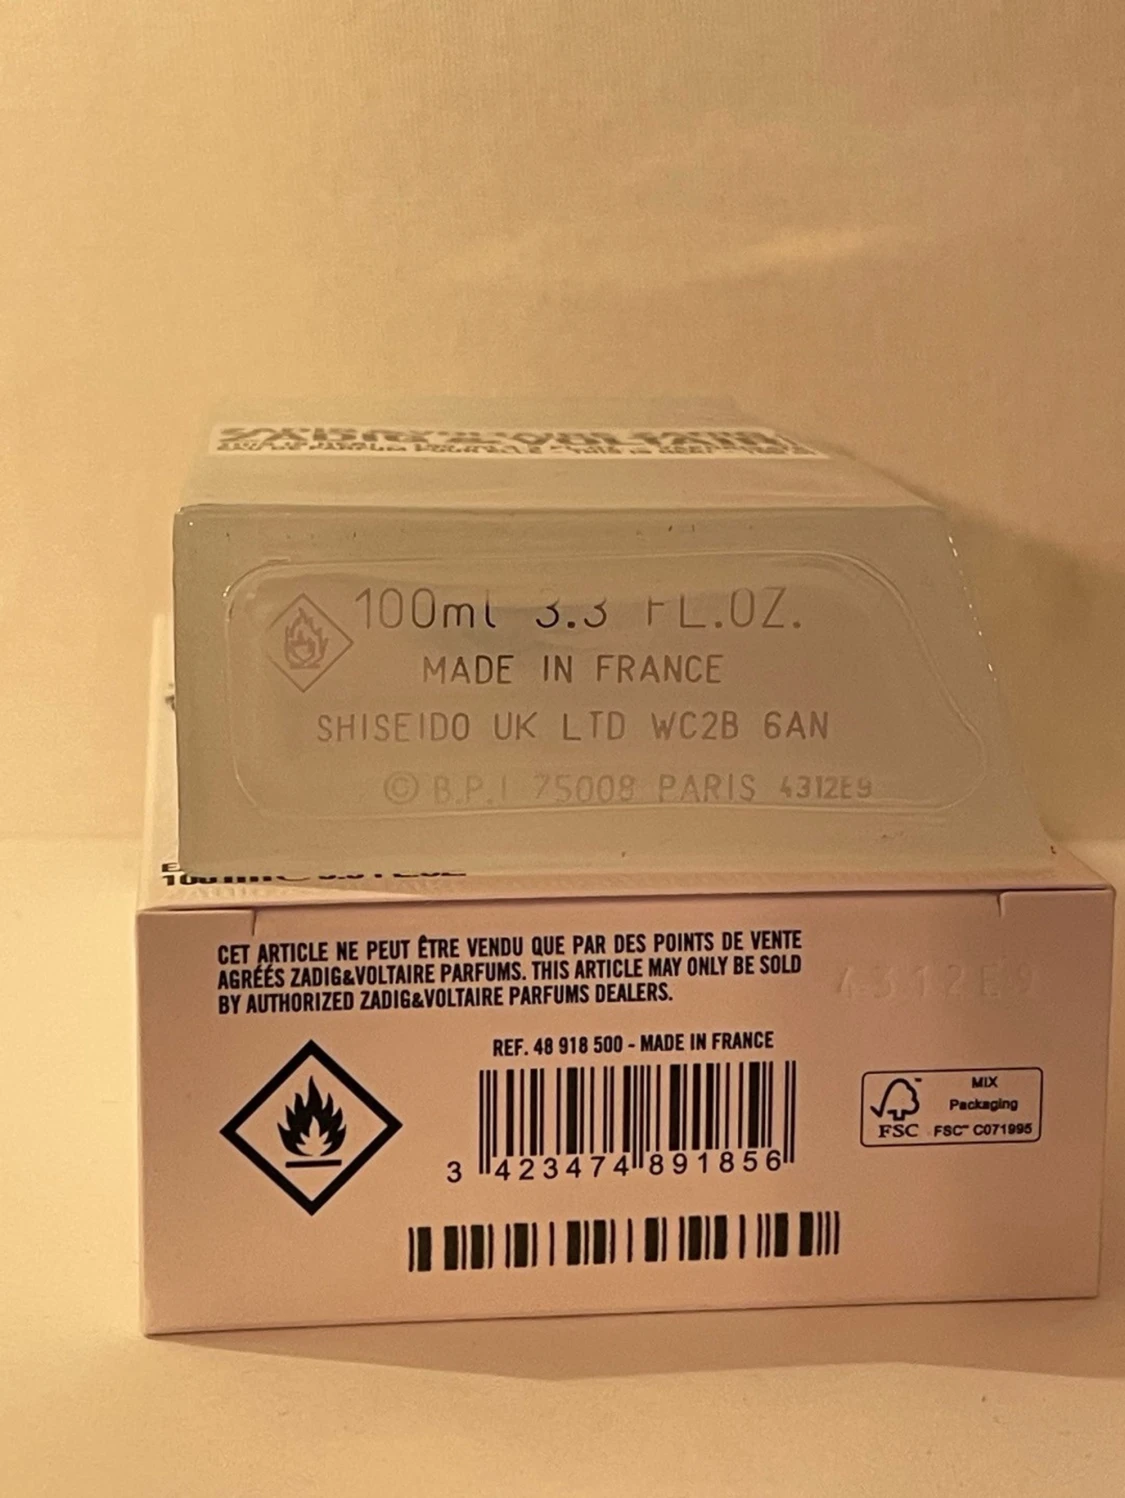 ZADIG & VOLTAIRE
100ml 3.3 FL.OZ.
MADE IN FRANCE
SHISEIDO UK LTD WC2B 6AN
© B.P.I 75008 PARIS 4312E9
CET ARTICLE NE PEUT ÊTRE VENDU QUE PAR DES POINTS DE VENTE
AGRÉÉS ZADIG&VOLTAIRE PARFUMS. THIS ARTICLE MAY ONLY BE SOLD
BY AUTHORIZED ZADIG&VOLTAIRE PARFUMS DEALERS.
4312E9
REF. 48 918 500 - MADE IN FRANCE
3 423474 891856
MIX
Packaging
FSC™ C071995
FSC